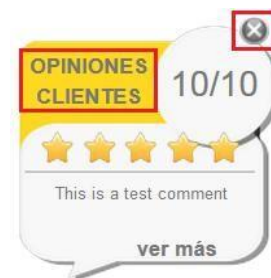 OPINIONES
CLIENTES
10/10
This is a test comment
ver más